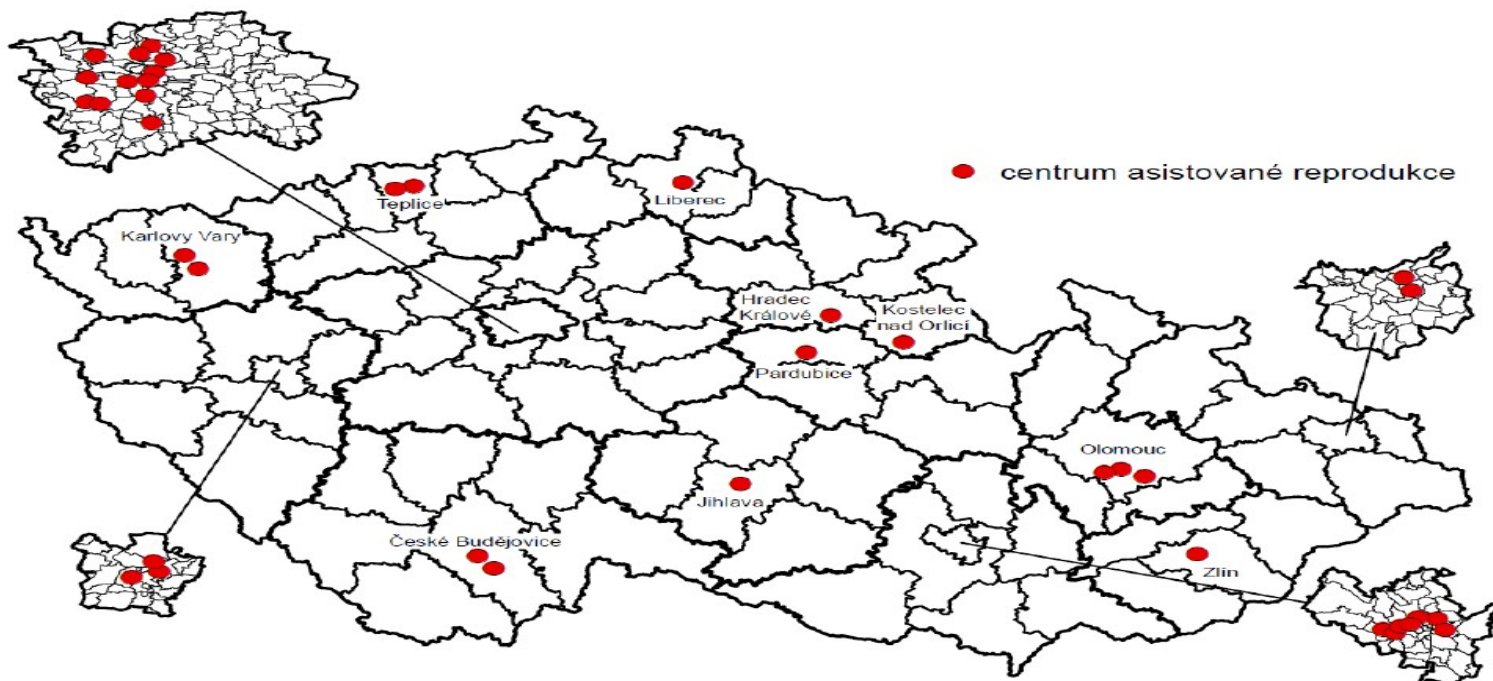 centrum asistované reprodukce
Teplice
Liberec
Karlovy Vary
Hradec
Králové
Kostelec
nad Orlicí
Pardubice
Olomouc
Jihlava
České Budějovice
Zlín